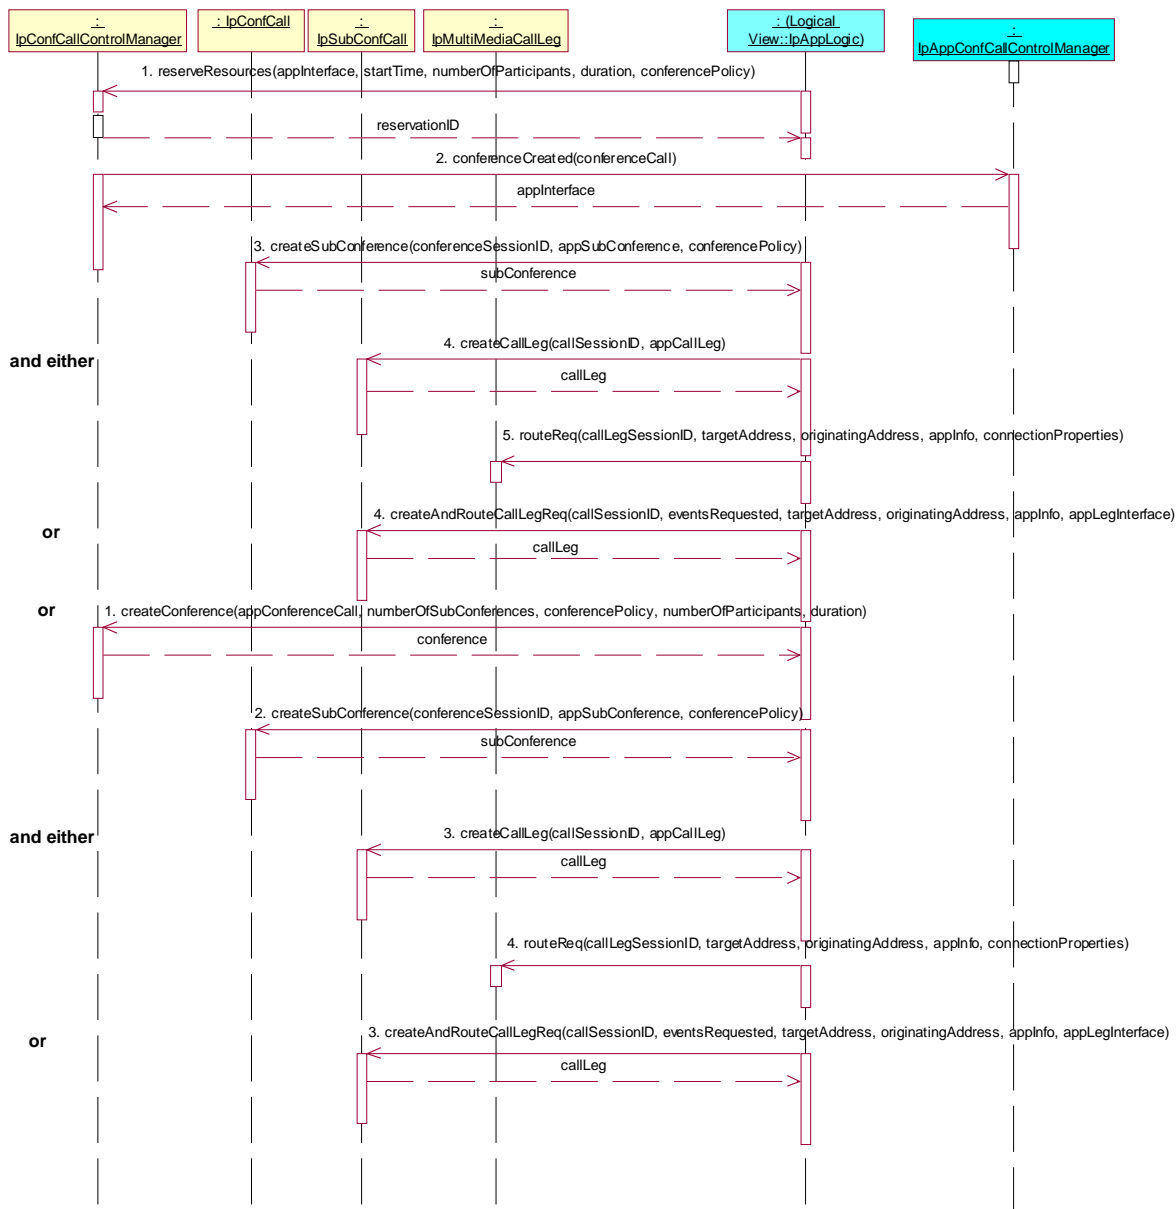 :
IpConfCallControlManager
: IpConfCall
:
IpSubConfCall
:
IpMultiMediaCallLeg
: (Logical
View::IpAppLogic)
:
IpAppConfCallControlManager
1. reserveResources(appInterface, startTime, numberOfParticipants, duration, conferencePolicy)
reservationID
2. conferenceCreated(conferenceCall)
appInterface
3. createSubConference(conferenceSessionID, appSubConference, conferencePolicy)
subConference
4. createCallLeg(callSessionID, appCallLeg)
and either
callLeg
5. routeReq(callLegSessionID, targetAddress, originatingAddress, appInfo, connectionProperties)
4. createAndRouteCallLegReq(callSessionID, eventsRequested, targetAddress, originatingAddress, appInfo, appLegInterface)
or
callLeg
or
1. createConference(appConferenceCall, numberOfSubConferences, conferencePolicy, numberOfParticipants, duration)
conference
2. createSubConference(conferenceSessionID, appSubConference, conferencePolicy)
subConference
and either
3. createCallLeg(callSessionID, appCallLeg)
callLeg
4. routeReq(callLegSessionID, targetAddress, originatingAddress, appInfo, connectionProperties)
3. createAndRouteCallLegReq(callSessionID, eventsRequested, targetAddress, originatingAddress, appInfo, appLegInterface)
or
callLeg